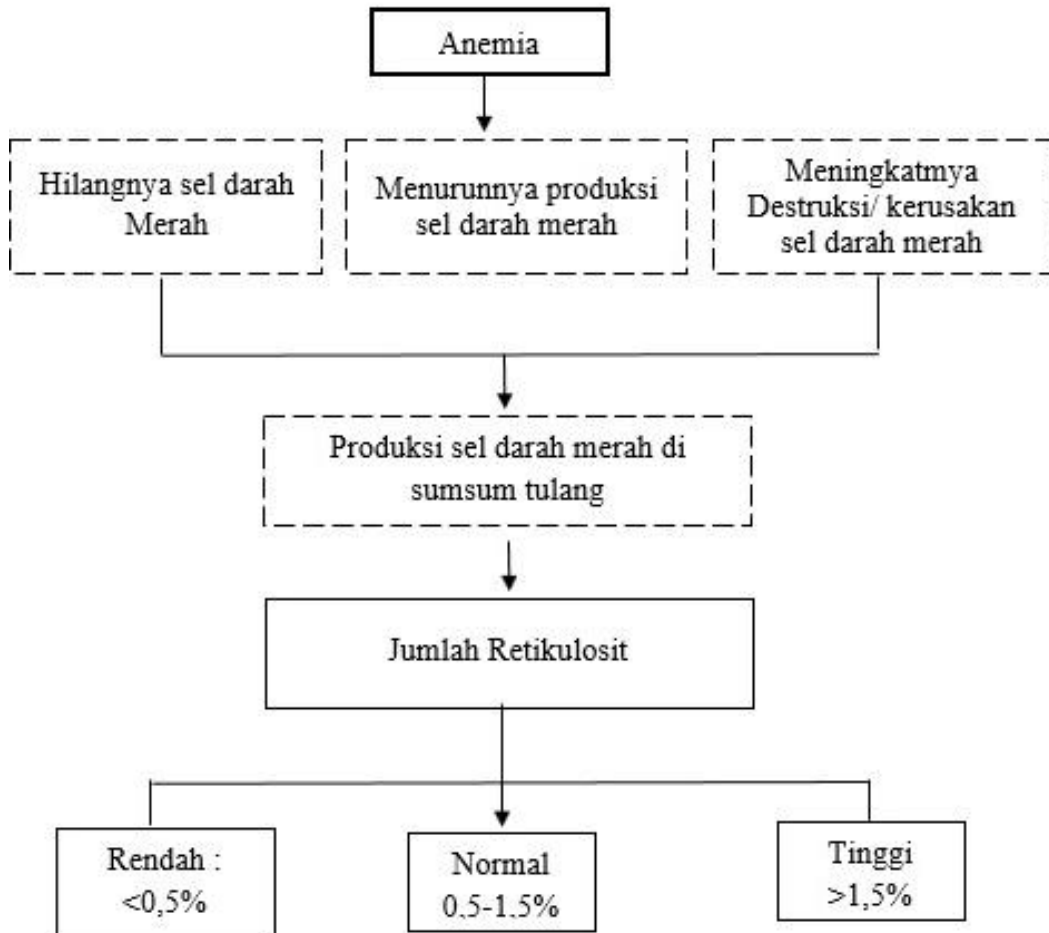 Anemia
Hilangnya sel darah
Merah
Menurunnya produksi
sel darah merah
Meningkatmya
Destruksi/ kerusakan
sel darah merah
Produksi sel darah merah di
sumsum tulang
Jumlah Retikulosit
Rendah :
<0,5%
Normal
0,5-1,5%
Tinggi
>1,5%